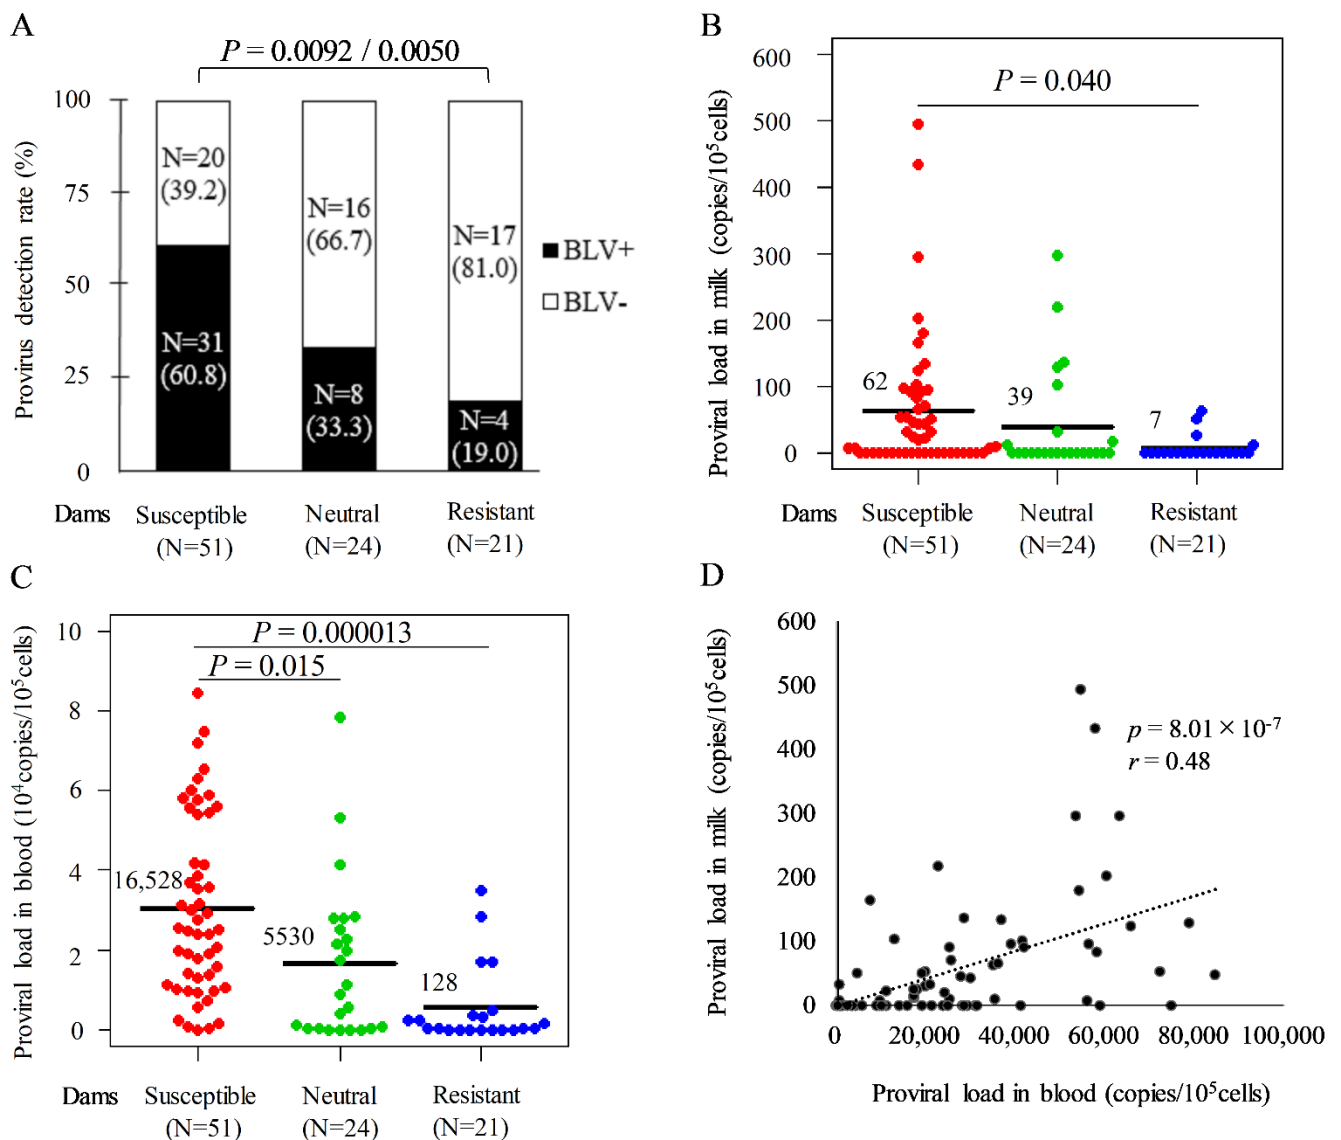 A
P = 0.0092 / 0.0050
Provirus detection rate (%)
100
75
50
25
0
N=20
(39.2)
N=31
(60.8)
N=16
(66.7)
N=8
(33.3)
N=17
(81.0)
N=4
(19.0)
BLV+
BLV-
Dams
Susceptible
(N=51)
Neutral
(N=24)
Resistant
(N=21)
B
Proviral load in milk (copies/10⁵cells)
600
500
400
300
200
100
0
P = 0.040
62
39
7
Dams
Susceptible
(N=51)
Neutral
(N=24)
Resistant
(N=21)
C
Proviral load in blood (10⁴copies/10⁵cells)
10
8
6
4
2
0
P = 0.000013
P = 0.015
16,528
5530
128
Dams
Susceptible
(N=51)
Neutral
(N=24)
Resistant
(N=21)
D
Proviral load in milk (copies/10⁵cells)
600
500
400
300
200
100
0
p = 8.01 × 10⁻⁷
r = 0.48
0
20,000
40,000
60,000
80,000
100,000
Proviral load in blood (copies/10⁵cells)